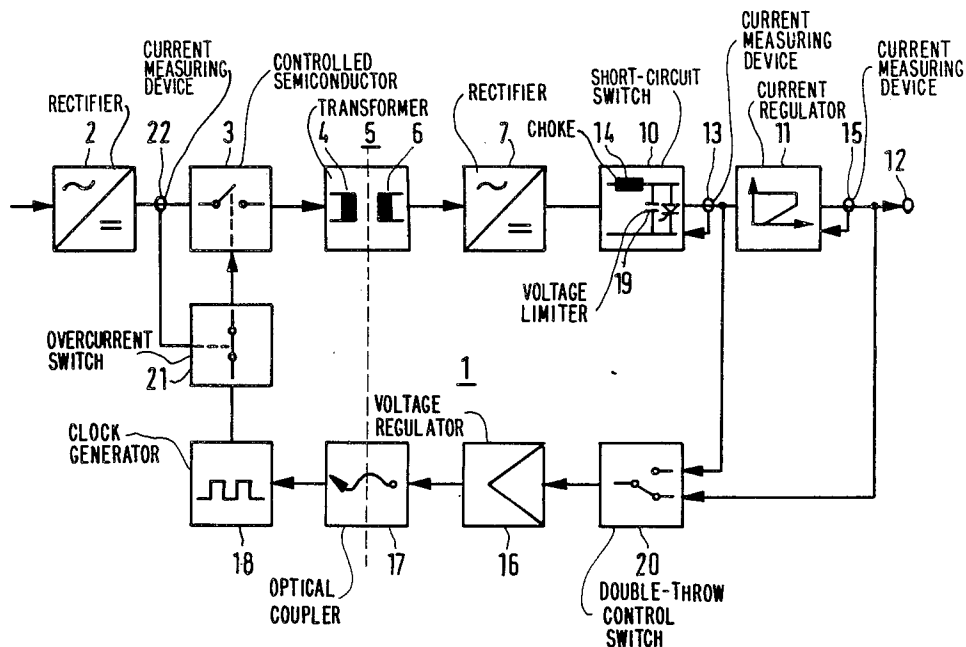 CURRENT
MEASURING
DEVICE
CONTROLLED
SEMICONDUCTOR
CURRENT
MEASURING DEVICE
CURRENT
MEASURING
DEVICE
RECTIFIER
2
22
3
TRANSFORMER
4
5
6
RECTIFIER
7
SHORT-CIRCUIT
SWITCH
CHOKE
14
10
13
CURRENT
REGULATOR
11
15
12
19
VOLTAGE
LIMITER
OVERCURRENT
SWITCH
21
1
VOLTAGE
REGULATOR
CLOCK
GENERATOR
18
OPTICAL
COUPLER
17
16
20
DOUBLE-THROW
CONTROL
SWITCH